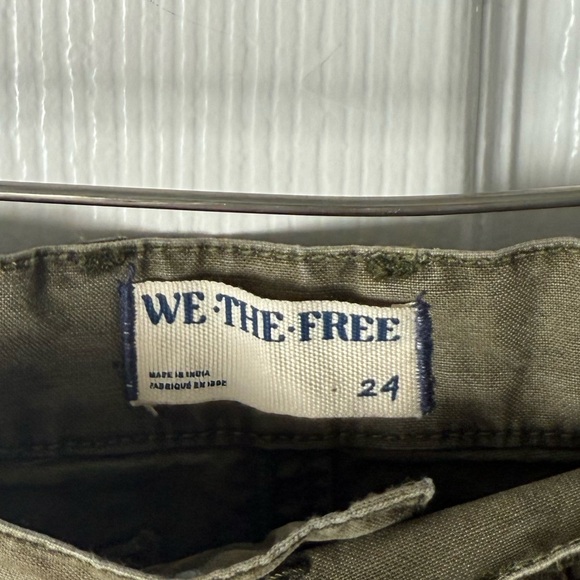 WE·THE·FREE
MADE IN INDIA
FABRIQUÉ EN INDE
24